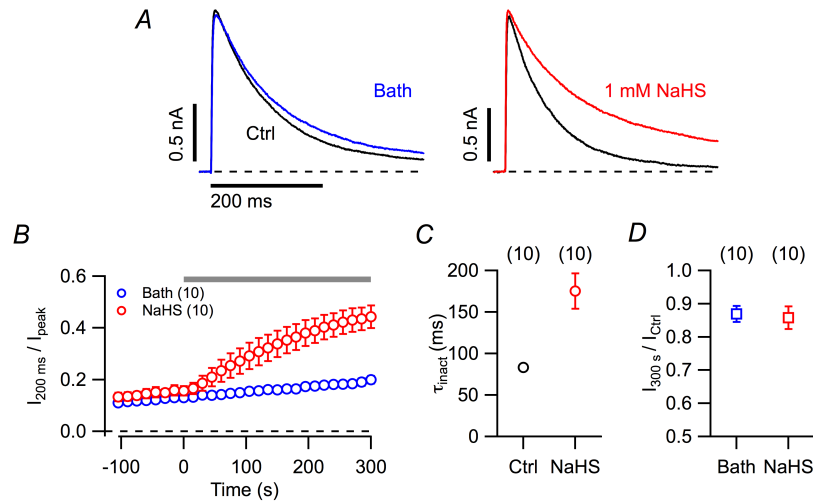 A
Bath
Ctrl
0.5 nA
200 ms
1 mM NaHS
0.5 nA
B
0.6
0.4
0.2
0.0
I200 ms / Ipeak
Bath (10)
NaHS (10)
-100 0 100 200 300
Time (s)
C
(10) (10)
200
150
100
50
0
τinact (ms)
Ctrl NaHS
D
(10) (10)
1.0
0.9
0.8
0.7
0.6
0.5
I300 s / ICtrl
Bath NaHS